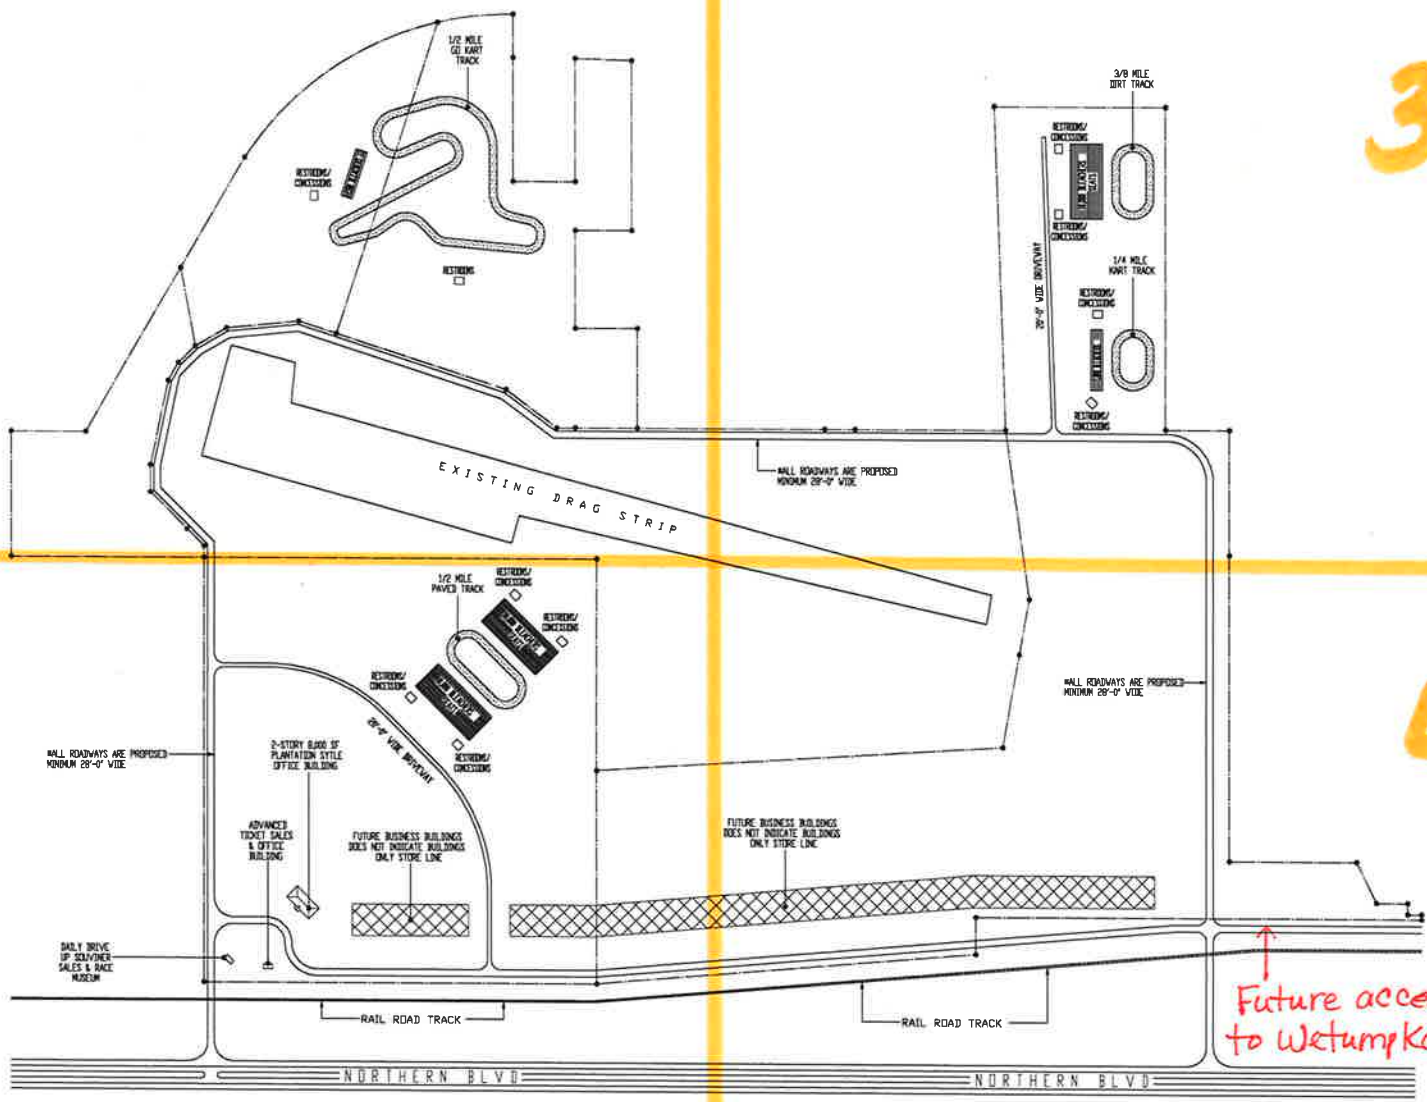 1/2 MILE
GO KART
TRACK
3/8 MILE
DIRT TRACK
3
RESTROOMS/
CONCESSIONS
RESTROOMS/
CONCESSIONS
SEATS
RESTROOMS/
CONCESSIONS
RESTROOMS
20'-0" WIDE DRIVEWAY
1/4 MILE
KART TRACK
RESTROOMS/
CONCESSIONS
RESTROOMS/
CONCESSIONS
EXISTING DRAG STRIP
*ALL ROADWAYS ARE PROPOSED
MINIMUM 28'-0" WIDE
1/2 MILE
PAVED TRACK
RESTROOMS/
CONCESSIONS
RESTROOMS/
CONCESSIONS
RESTROOMS/
CONCESSIONS
RESTROOMS/
CONCESSIONS
20'-0" WIDE DRIVEWAY
*ALL ROADWAYS ARE PROPOSED
MINIMUM 28'-0" WIDE
*ALL ROADWAYS ARE PROPOSED
MINIMUM 28'-0" WIDE
2-STORY 8,000 SF
PLANTATION SYTLE
OFFICE BUILDING
ADVANCED
TICKET SALES
& OFFICE
BUILDING
FUTURE BUSINESS BUILDINGS
DOES NOT INDICATE BUILDINGS
ONLY STORE LINE
FUTURE BUSINESS BUILDINGS
DOES NOT INDICATE BUILDINGS
ONLY STORE LINE
DAILY DRIVE
UP SOUVINER
SALES & RACE
MUSEUM
RAIL ROAD TRACK
RAIL ROAD TRACK
Future acce
to Wetumpka
NORTHERN BLVD
NORTHERN BLVD